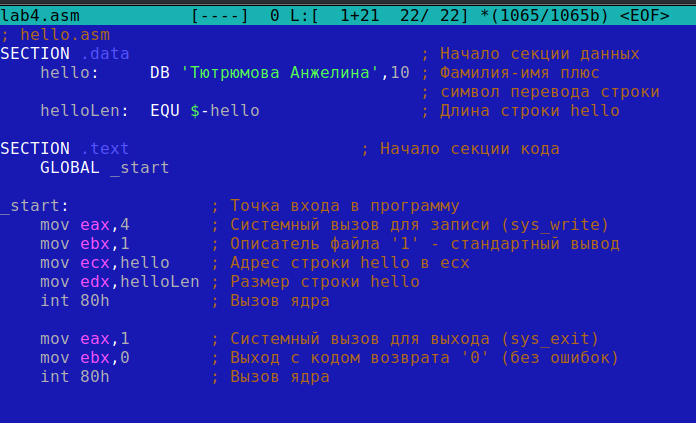 lab4.asm [----] 0 L:[ 1+21 22/ 22] *(1065/1065b) <EOF>
; hello.asm
SECTION .data ; Начало секции данных
hello: DB 'Тютрюмова Анжелина',10 ; Фамилия-имя плюс
; символ перевода строки
helloLen: EQU $-hello ; Длина строки hello
SECTION .text ; Начало секции кода
GLOBAL _start
_start: ; Точка входа в программу
mov eax,4 ; Системный вызов для записи (sys_write)
mov ebx,1 ; Описатель файла '1' - стандартный вывод
mov ecx,hello ; Адрес строки hello в ecx
mov edx,helloLen ; Размер строки hello
int 80h ; Вызов ядра
mov eax,1 ; Системный вызов для выхода (sys_exit)
mov ebx,0 ; Выход с кодом возврата '0' (без ошибок)
int 80h ; Вызов ядра